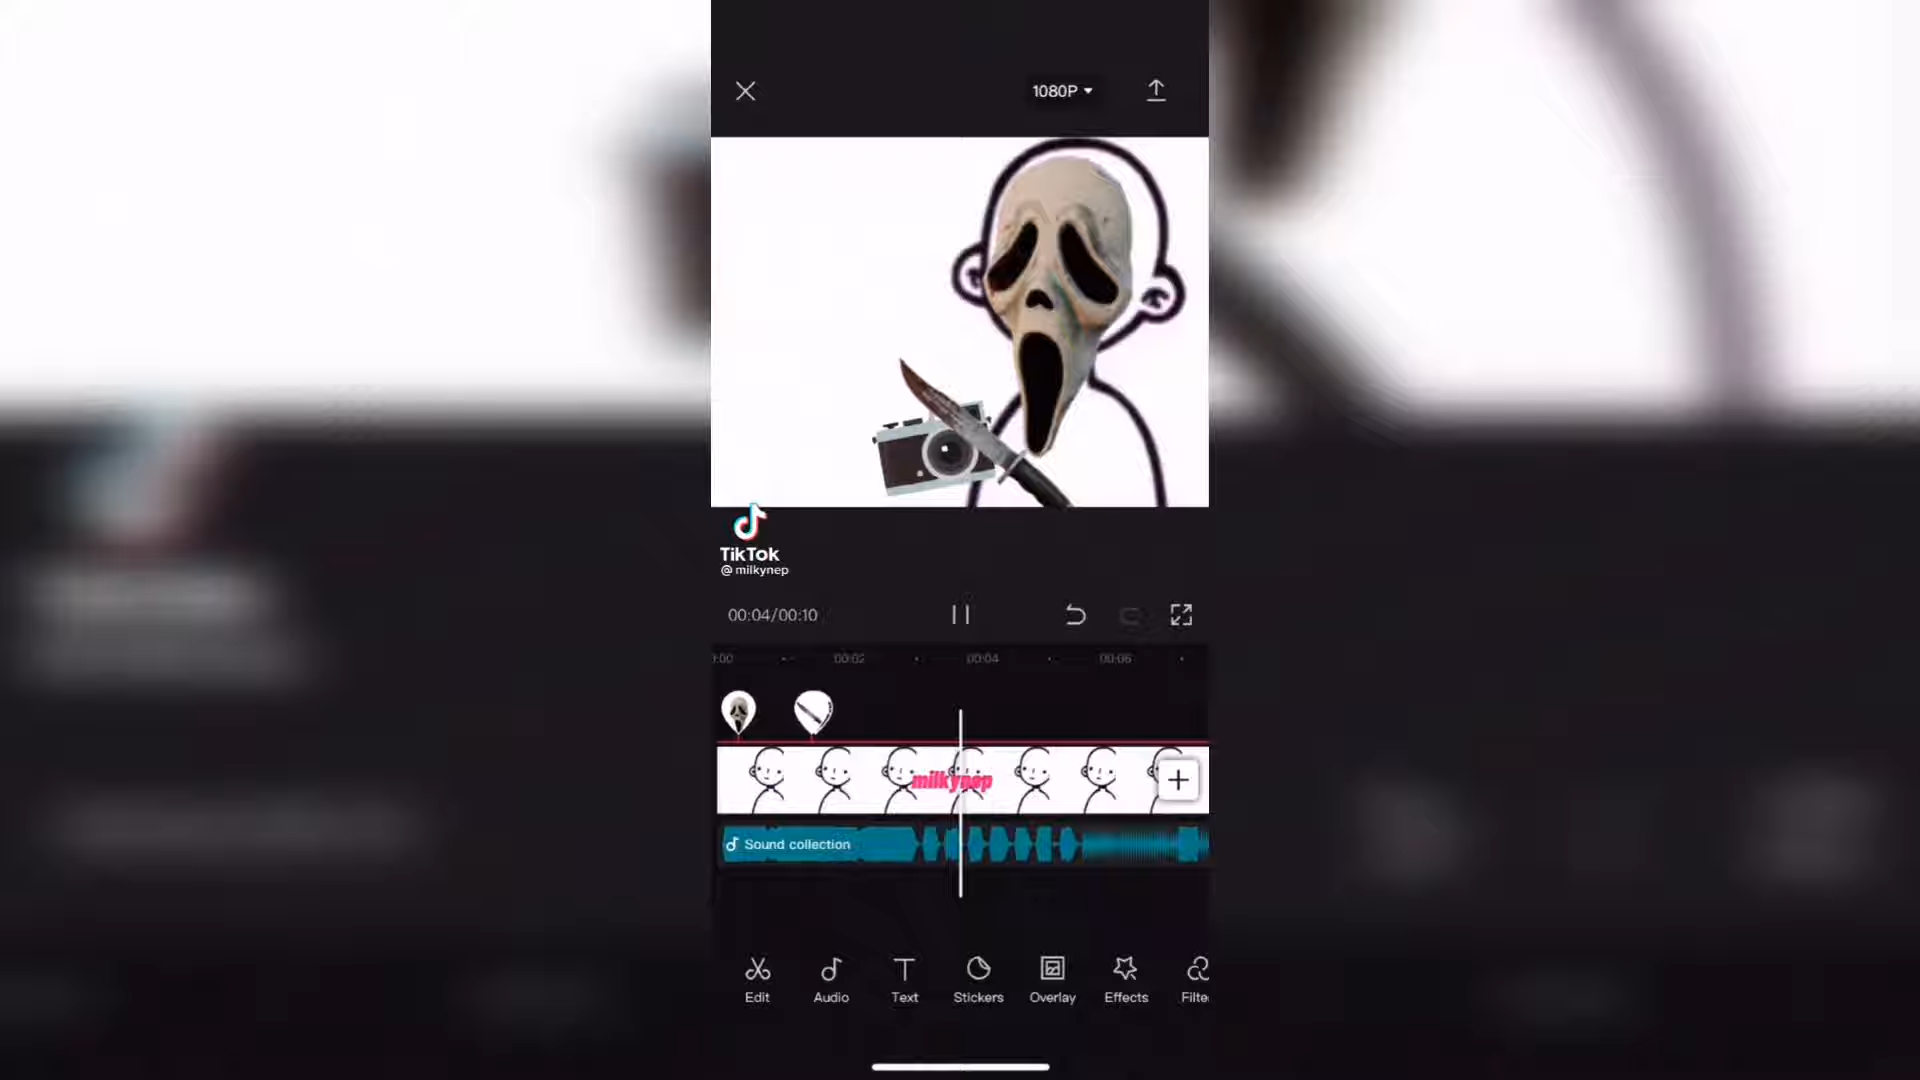 1080P
TikTok
@milkynep
00:04/00:10
00:02
00:04
00:06
milkynep
Sound collection
Edit
Audio
Text
Stickers
Overlay
Effects